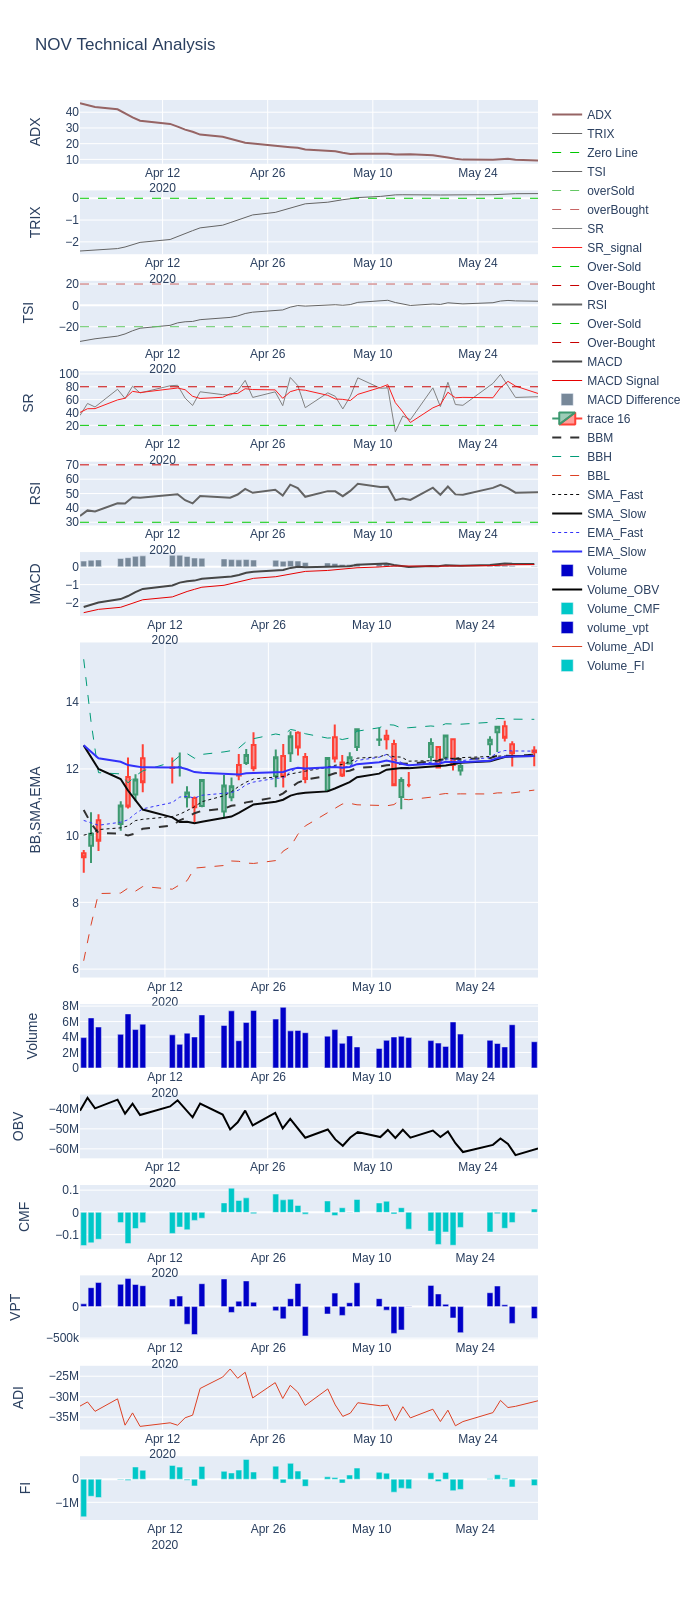 NOV Technical Analysis
ADX
40
30
20
10
Apr 12
2020
Apr 26
May 10
May 24
TRIX
0
−1
−2
Apr 12
2020
Apr 26
May 10
May 24
TSI
20
0
−20
Apr 12
2020
Apr 26
May 10
May 24
SR
100
80
60
40
20
Apr 12
2020
Apr 26
May 10
May 24
RSI
70
60
50
40
30
Apr 12
2020
Apr 26
May 10
May 24
MACD
0
−1
−2
Apr 12
2020
Apr 26
May 10
May 24
BB,SMA,EMA
14
12
10
8
6
Apr 12
2020
Apr 26
May 10
May 24
Volume
8M
6M
4M
2M
0
Apr 12
2020
Apr 26
May 10
May 24
OBV
−40M
−50M
−60M
Apr 12
2020
Apr 26
May 10
May 24
CMF
0.1
0
−0.1
Apr 12
2020
Apr 26
May 10
May 24
VPT
0
−500k
Apr 12
2020
Apr 26
May 10
May 24
ADI
−25M
−30M
−35M
Apr 12
2020
Apr 26
May 10
May 24
FI
0
−1M
Apr 12
2020
Apr 26
May 10
May 24
ADX
TRIX
Zero Line
TSI
overSold
overBought
SR
SR_signal
Over-Sold
Over-Bought
RSI
Over-Sold
Over-Bought
MACD
MACD Signal
MACD Difference
trace 16
BBM
BBH
BBL
SMA_Fast
SMA_Slow
EMA_Fast
EMA_Slow
Volume
Volume_OBV
Volume_CMF
volume_vpt
Volume_ADI
Volume_FI